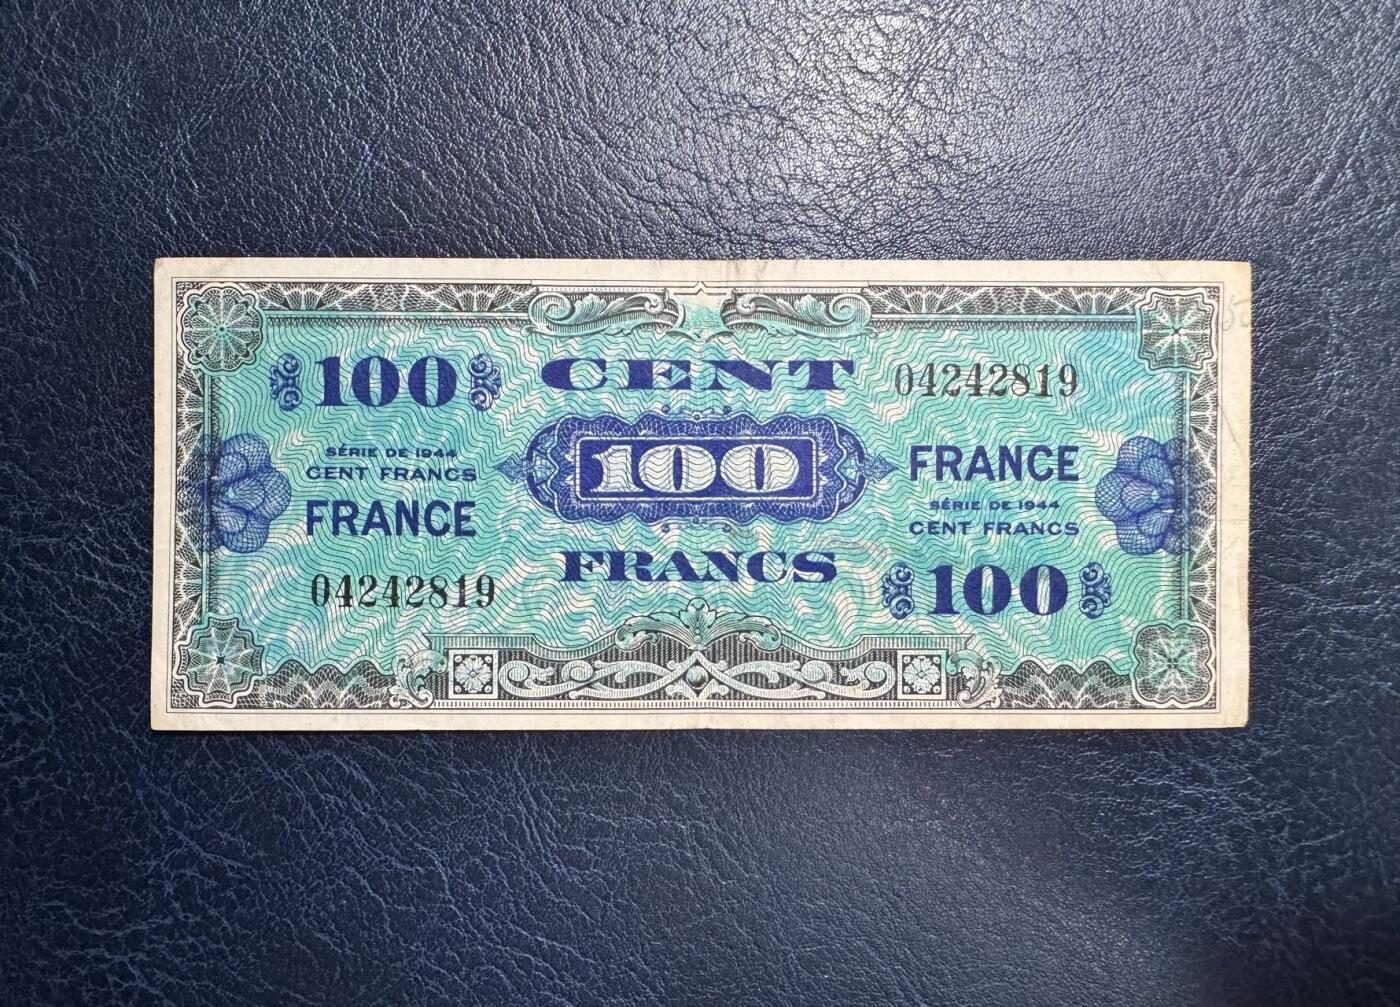 100
CENT
04242819
SÉRIE DE 1944
CENT FRANCS
FRANCE
100
FRANCE
SÉRIE DE 1944
CENT FRANCS
04242819
FRANCS
100